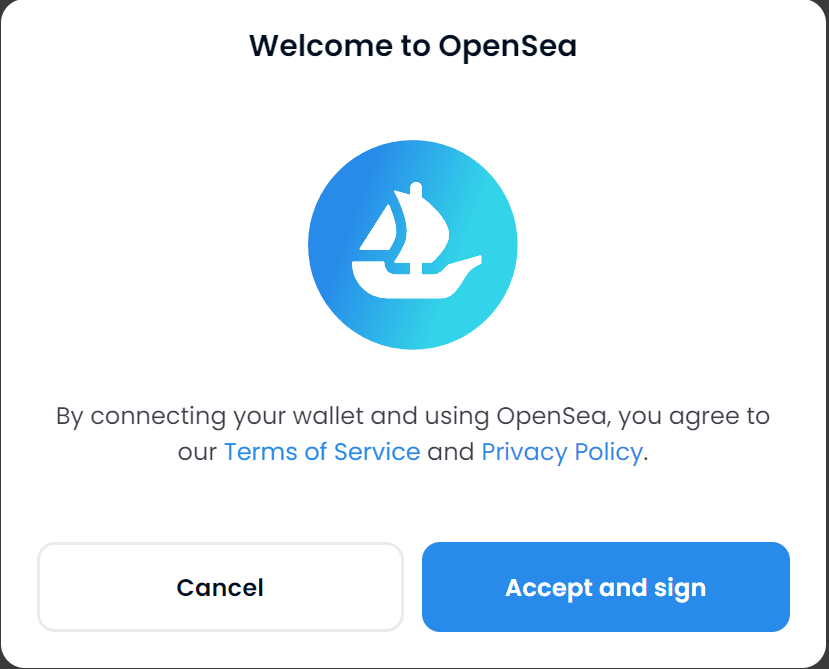 Welcome to OpenSea
By connecting your wallet and using OpenSea, you agree to
our Terms of Service and Privacy Policy.
Cancel
Accept and sign